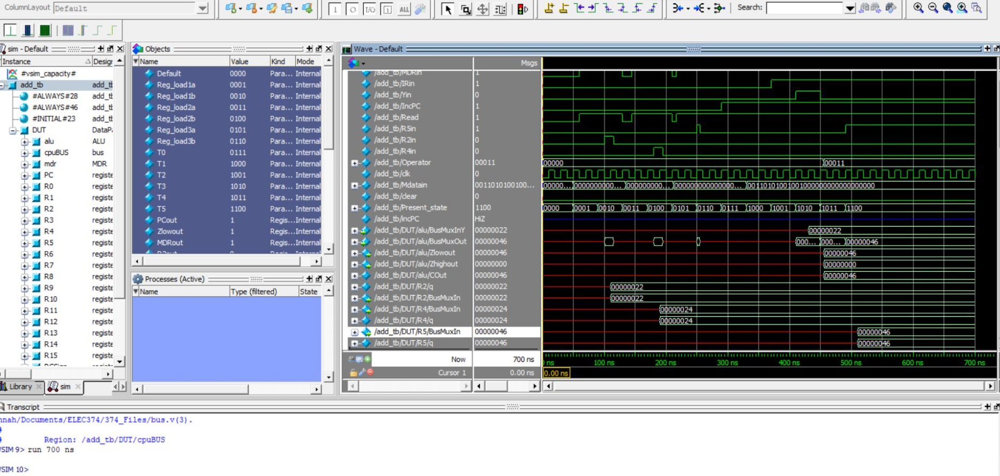 ColumnLayout Default
I/O ALL
Search:
sim - Default
Instance Design
#vsim_capacity#
add_tb add_tb
#ALWAYS#28 add_tb
#ALWAYS#46 add_tb
#INITIAL#23 add_tb
DUT DataPa
alu ALU
cpuBUS bus
mdr MDR
PC registe
R0 registe
R1 registe
R2 registe
R3 registe
R4 registe
R5 registe
R6 registe
R7 registe
R8 registe
R9 registe
R10 registe
R11 registe
R12 registe
R13 registe
R14 registe
R15 registe
Library sim
Objects
Name Value Kind Mode
Default 0000 Para... Internal
Reg_load1a 0001 Para... Internal
Reg_load1b 0010 Para... Internal
Reg_load2a 0011 Para... Internal
Reg_load2b 0100 Para... Internal
Reg_load3a 0101 Para... Internal
Reg_load3b 0110 Para... Internal
T0 0111 Para... Internal
T1 1000 Para... Internal
T2 1001 Para... Internal
T3 1010 Para... Internal
T4 1011 Para... Internal
T5 1100 Para... Internal
PCout 1 Regis... Internal
Zlowout 1 Regis... Internal
MDRout 1 Regis... Internal
Processes (Active)
Name Type (filtered) State
Wave - Default
Msgs
/add_tb/MDRin 1
/add_tb/IRin 1
/add_tb/Yin 0
/add_tb/IncPC 1
/add_tb/Read 1
/add_tb/R5in 1
/add_tb/R2in 0
/add_tb/R4in 0
/add_tb/Operator 00011 00000 00011
/add_tb/clk 0
/add_tb/Mdatain 0011010100100... 00000... 0000000000... 000000000... 000000000000000... 00110101001001000000000000000000
/add_tb/clear 0
/add_tb/Present_state 1100 0000 0001 0010 0011 0100 0101 0110 0111 1000 1001 1010 1011 1100
/add_tb/incPC HiZ
/add_tb/DUT/alu/BusMuxInY 00000022 00000022
/add_tb/DUT/alu/BusMuxOut 00000046 000... 000... 00000046
/add_tb/DUT/alu/Zlowout 00000046 00000046
/add_tb/DUT/alu/Zhighout 00000000 00000000
/add_tb/DUT/alu/COut 00000046 00000046
/add_tb/DUT/R2/q 00000022 00000022
/add_tb/DUT/R2/BusMuxIn 00000022 00000022
/add_tb/DUT/R4/BusMuxIn 00000024 00000024
/add_tb/DUT/R4/q 00000024 00000024
/add_tb/DUT/R5/BusMuxIn 00000046 00000046
/add_tb/DUT/R5/q 00000046 00000046
Now 700 ns ns 100 ns 200 ns 300 ns 400 ns 500 ns 600 ns 700 ns
Cursor 1 0.00 ns 0.00 ns
Transcript
nnah/Documents/ELEC374/374_Files/bus.v(3).
#
# Region: /add_tb/DUT/cpuBUS
VSIM 9> run 700 ns
VSIM 10>